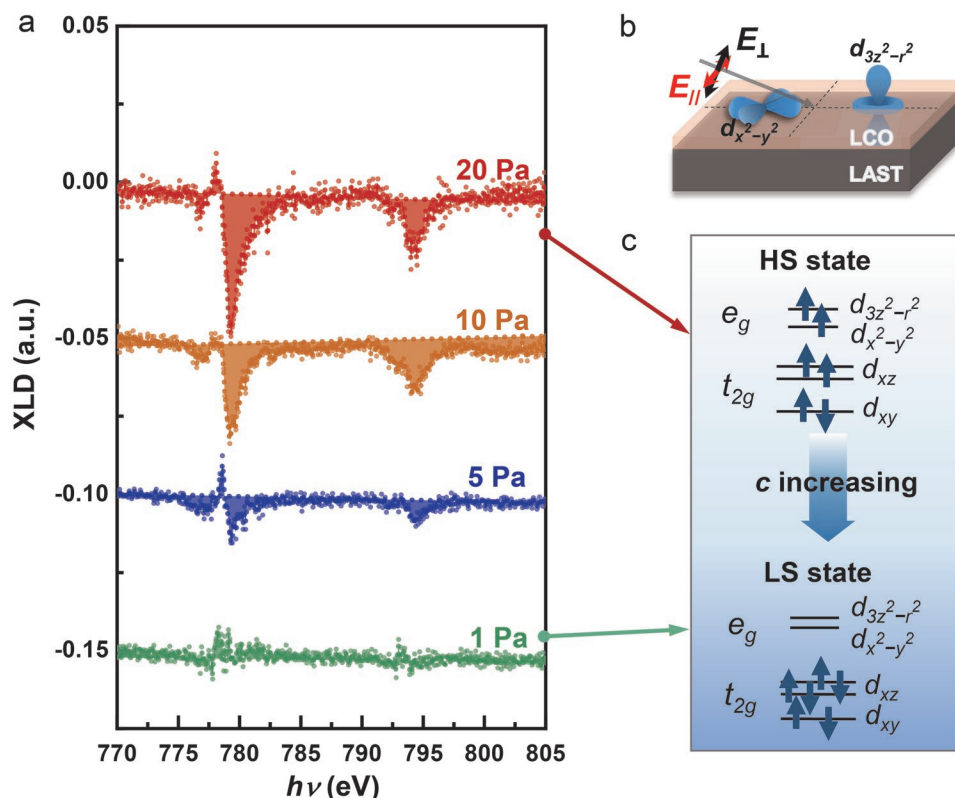 a
0.05
0.00
-0.05
-0.10
-0.15
XLD (a.u.)
20 Pa
10 Pa
5 Pa
1 Pa
770 775 780 785 790 795 800 805
hν (eV)
b
E⊥
E//
d3z²−r²
dx²−y²
LCO
LAST
c
HS state
eg
d3z²−r²
dx²−y²
t2g
dxz
dxy
c increasing
LS state
eg
d3z²−r²
dx²−y²
t2g
dxz
dxy